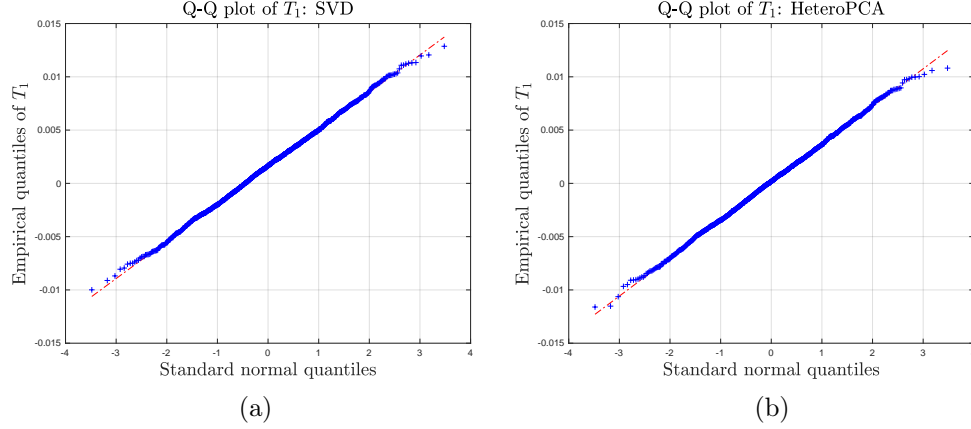 Q-Q plot of T₁: SVD
0.015
0.01
0.005
0
-0.005
-0.01
-0.015
Empirical quantiles of T₁
-4 -3 -2 -1 0 1 2 3 4
Standard normal quantiles
(a)
Q-Q plot of T₁: HeteroPCA
0.015
0.01
0.005
0
-0.005
-0.01
-0.015
Empirical quantiles of T₁
-4 -3 -2 -1 0 1 2 3
Standard normal quantiles
(b)